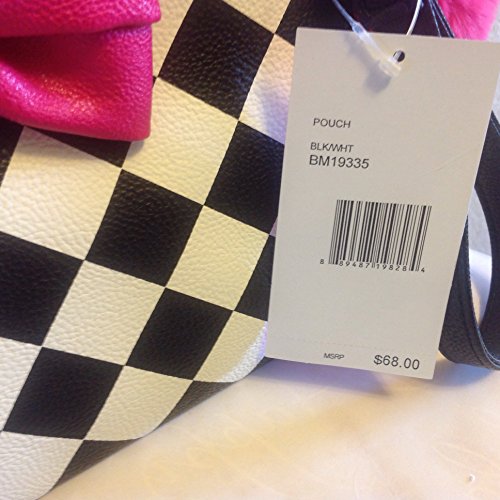 POUCH
BLK/WHT
BM19335
8 89487 19828 4
MSRP $68.00